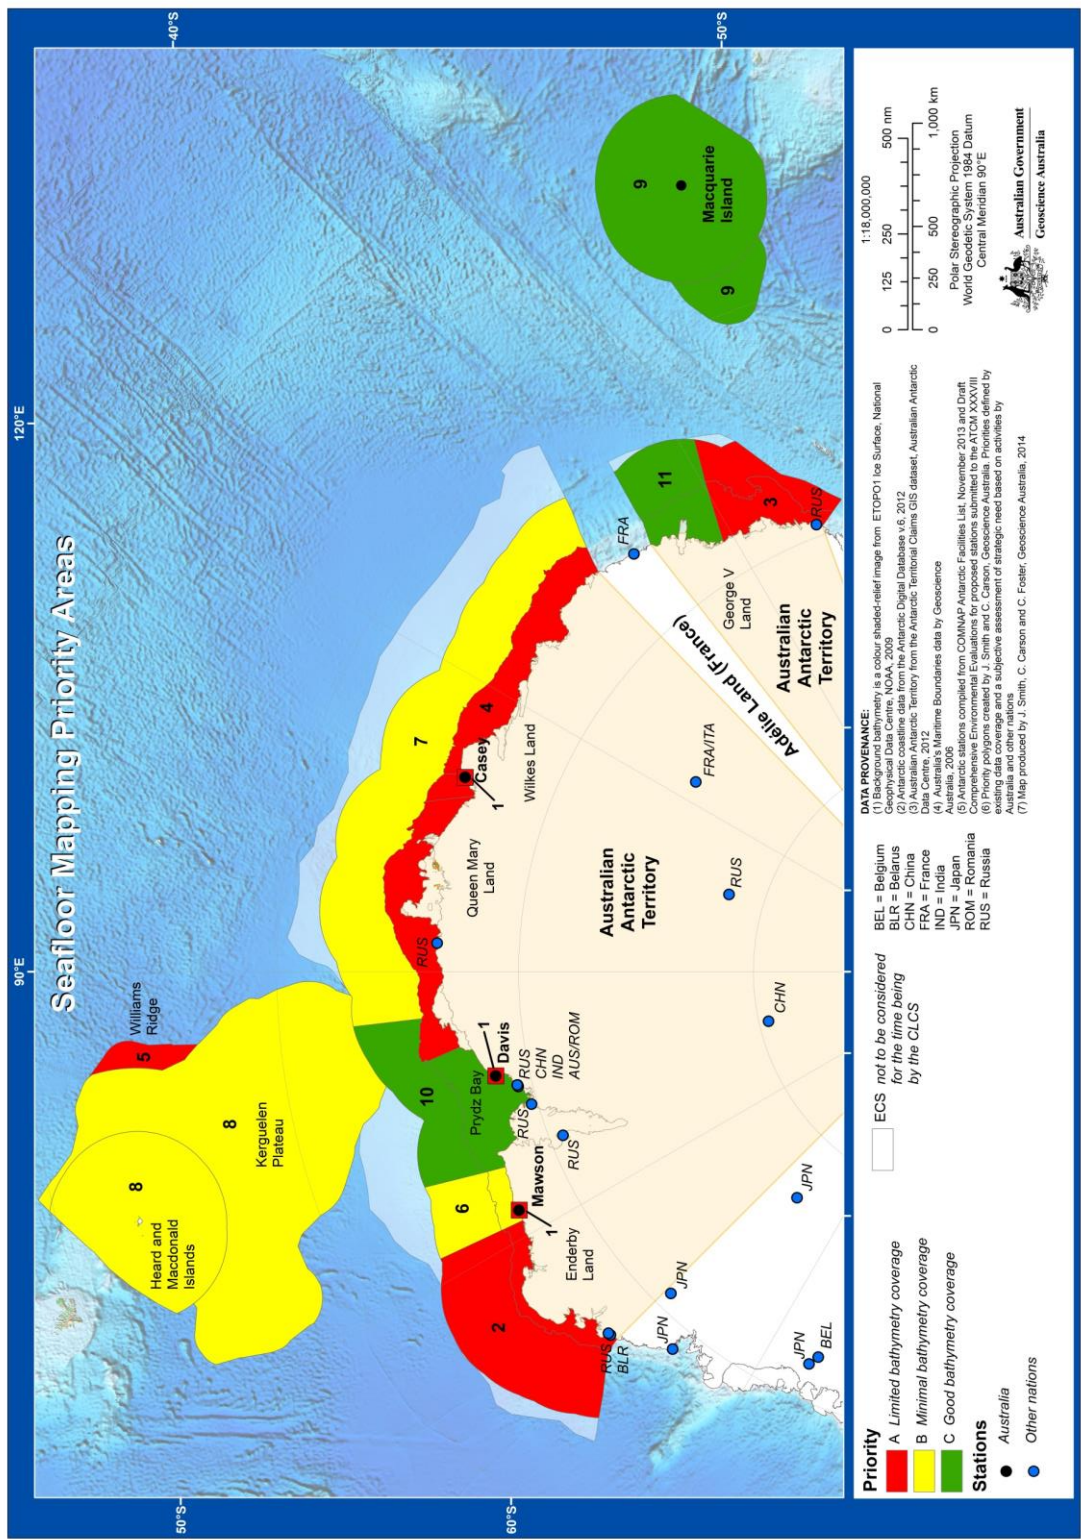 Seafloor Mapping Priority Areas
90°E
120°E
40°S
50°S
50°S
60°S
Williams
Ridge
5
8
Kerguelen
Plateau
8
Heard and
Macdonald
Islands
7
10
Prydz Bay
6
2
4
11
3
9
9
Macquarie
Island
1
Davis
1
Casey
1
Mawson
Enderby
Land
Queen Mary
Land
Wilkes Land
George V
Land
Adélie Land (France)
Australian
Antarctic
Territory
Australian
Antarctic
Territory
RUS
CHN
IND
AUS/ROM
RUS
RUS
RUS
RUS
BLR
JPN
JPN
JPN
JPN
BEL
CHN
RUS
FRA/ITA
FRA
RUS
Priority
A Limited bathymetry coverage
B Minimal bathymetry coverage
C Good bathymetry coverage
Stations
Australia
Other nations
ECS not to be considered
for the time being
by the CLCS
BEL = Belgium
BLR = Belarus
CHN = China
FRA = France
IND = India
JPN = Japan
ROM = Romania
RUS = Russia
DATA PROVENANCE:
(1) Background bathymetry is a colour shaded-relief image from ETOPO1 Ice Surface, National
Geophysical Data Centre, NOAA, 2009
(2) Antarctic coastline data from the Antarctic Digital Database v.6, 2012
(3) Australian Antarctic Territory from the Antarctic Territorial Claims GIS dataset, Australian Antarctic
Data Centre, 2012
(4) Australia's Maritime Boundaries data by Geoscience
Australia, 2006
(5) Antarctic stations compiled from COMNAP Antarctic Facilities List, November 2013 and Draft
Comprehensive Environmental Evaluations for proposed stations submitted to the ATCM XXXVIII
(6) Priority polygons created by J. Smith and C. Carson, Geoscience Australia. Priorities defined by
existing data coverage and a subjective assessment of strategic need based on activities by
Australia and other nations
(7) Map produced by J. Smith, C. Carson and C. Foster, Geoscience Australia, 2014
1:18,000,000
0 125 250 500 nm
0 250 500 1,000 km
Polar Stereographic Projection
World Geodetic System 1984 Datum
Central Meridian 90°E
Australian Government
Geoscience Australia